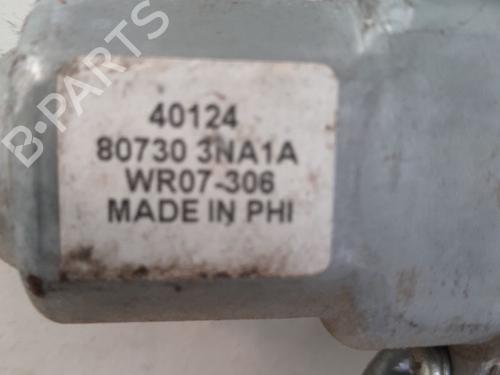 B-PARTS
40124
80730 3NA1A
WR07-306
MADE IN PHI